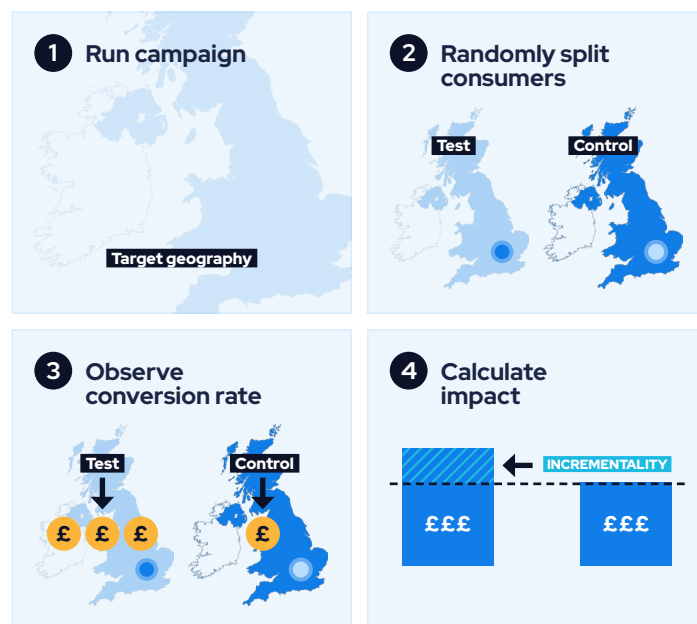 1 Run campaign
Target geography
2 Randomly split
consumers
Test
Control
3 Observe
conversion rate
Test
Control
£ £ £
£
4 Calculate
impact
INCREMENTALITY
£££
£££